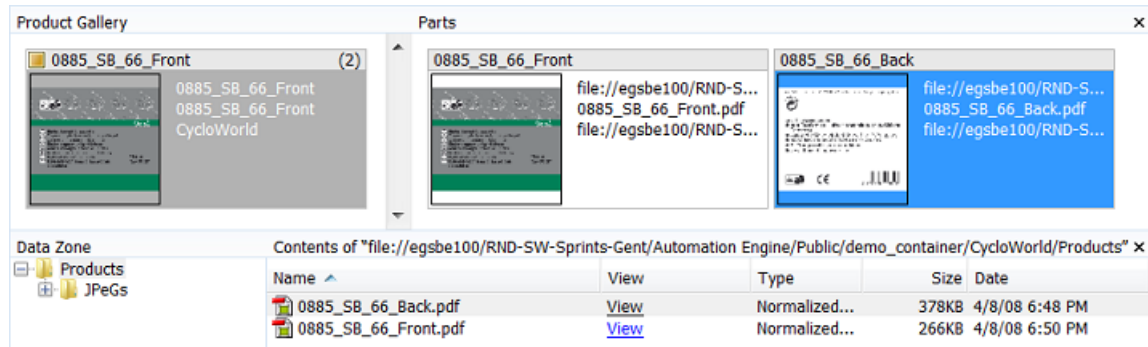 Product Gallery
Parts
0885_SB_66_Front (2)
0885_SB_66_Front
0885_SB_66_Front
CycloWorld
0885_SB_66_Front
file://egsbe100/RND-S...
0885_SB_66_Front.pdf
file://egsbe100/RND-S...
0885_SB_66_Back
file://egsbe100/RND-S...
0885_SB_66_Back.pdf
file://egsbe100/RND-S...
CE
Data Zone
Products
JPeGs
Contents of "file://egsbe100/RND-SW-Sprints-Gent/Automation Engine/Public/demo_container/CycloWorld/Products"
Name View Type Size Date
0885_SB_66_Back.pdf View Normalized... 378KB 4/8/08 6:48 PM
0885_SB_66_Front.pdf View Normalized... 266KB 4/8/08 6:50 PM